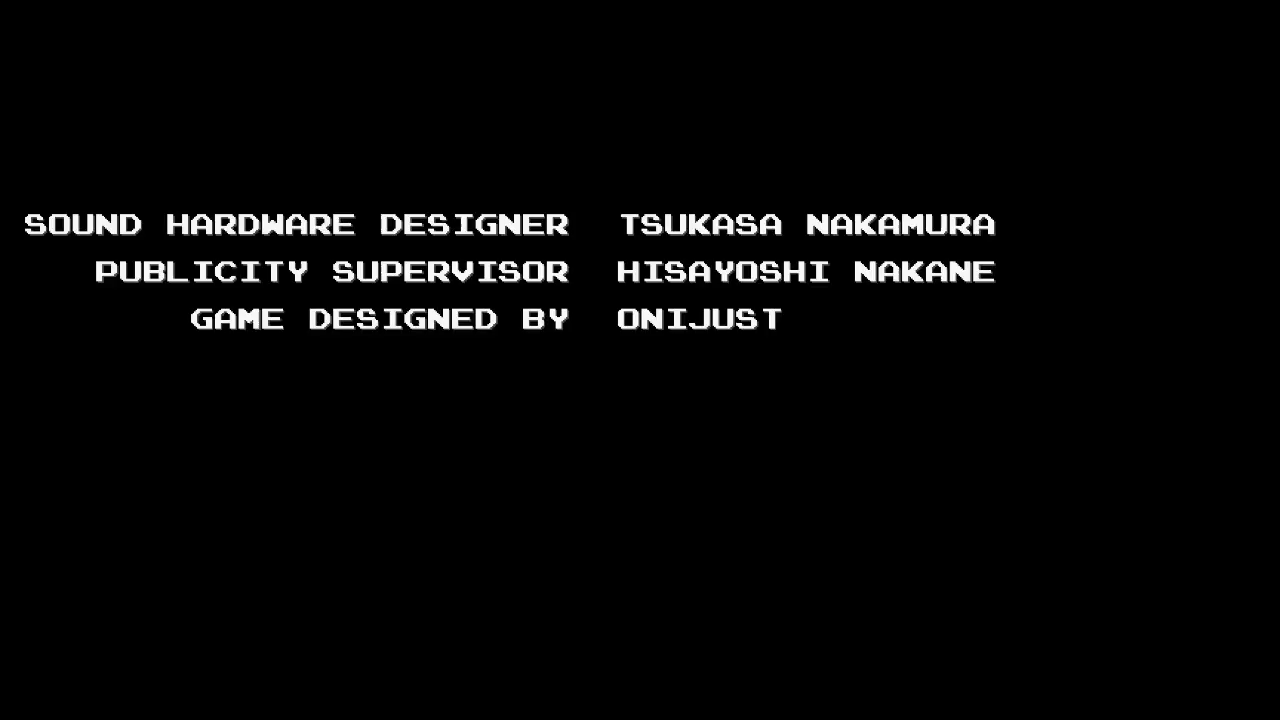 SOUND HARDWARE DESIGNER TSUKASA NAKAMURA
PUBLICITY SUPERVISOR HISAYOSHI NAKANE
GAME DESIGNED BY ONIJUST